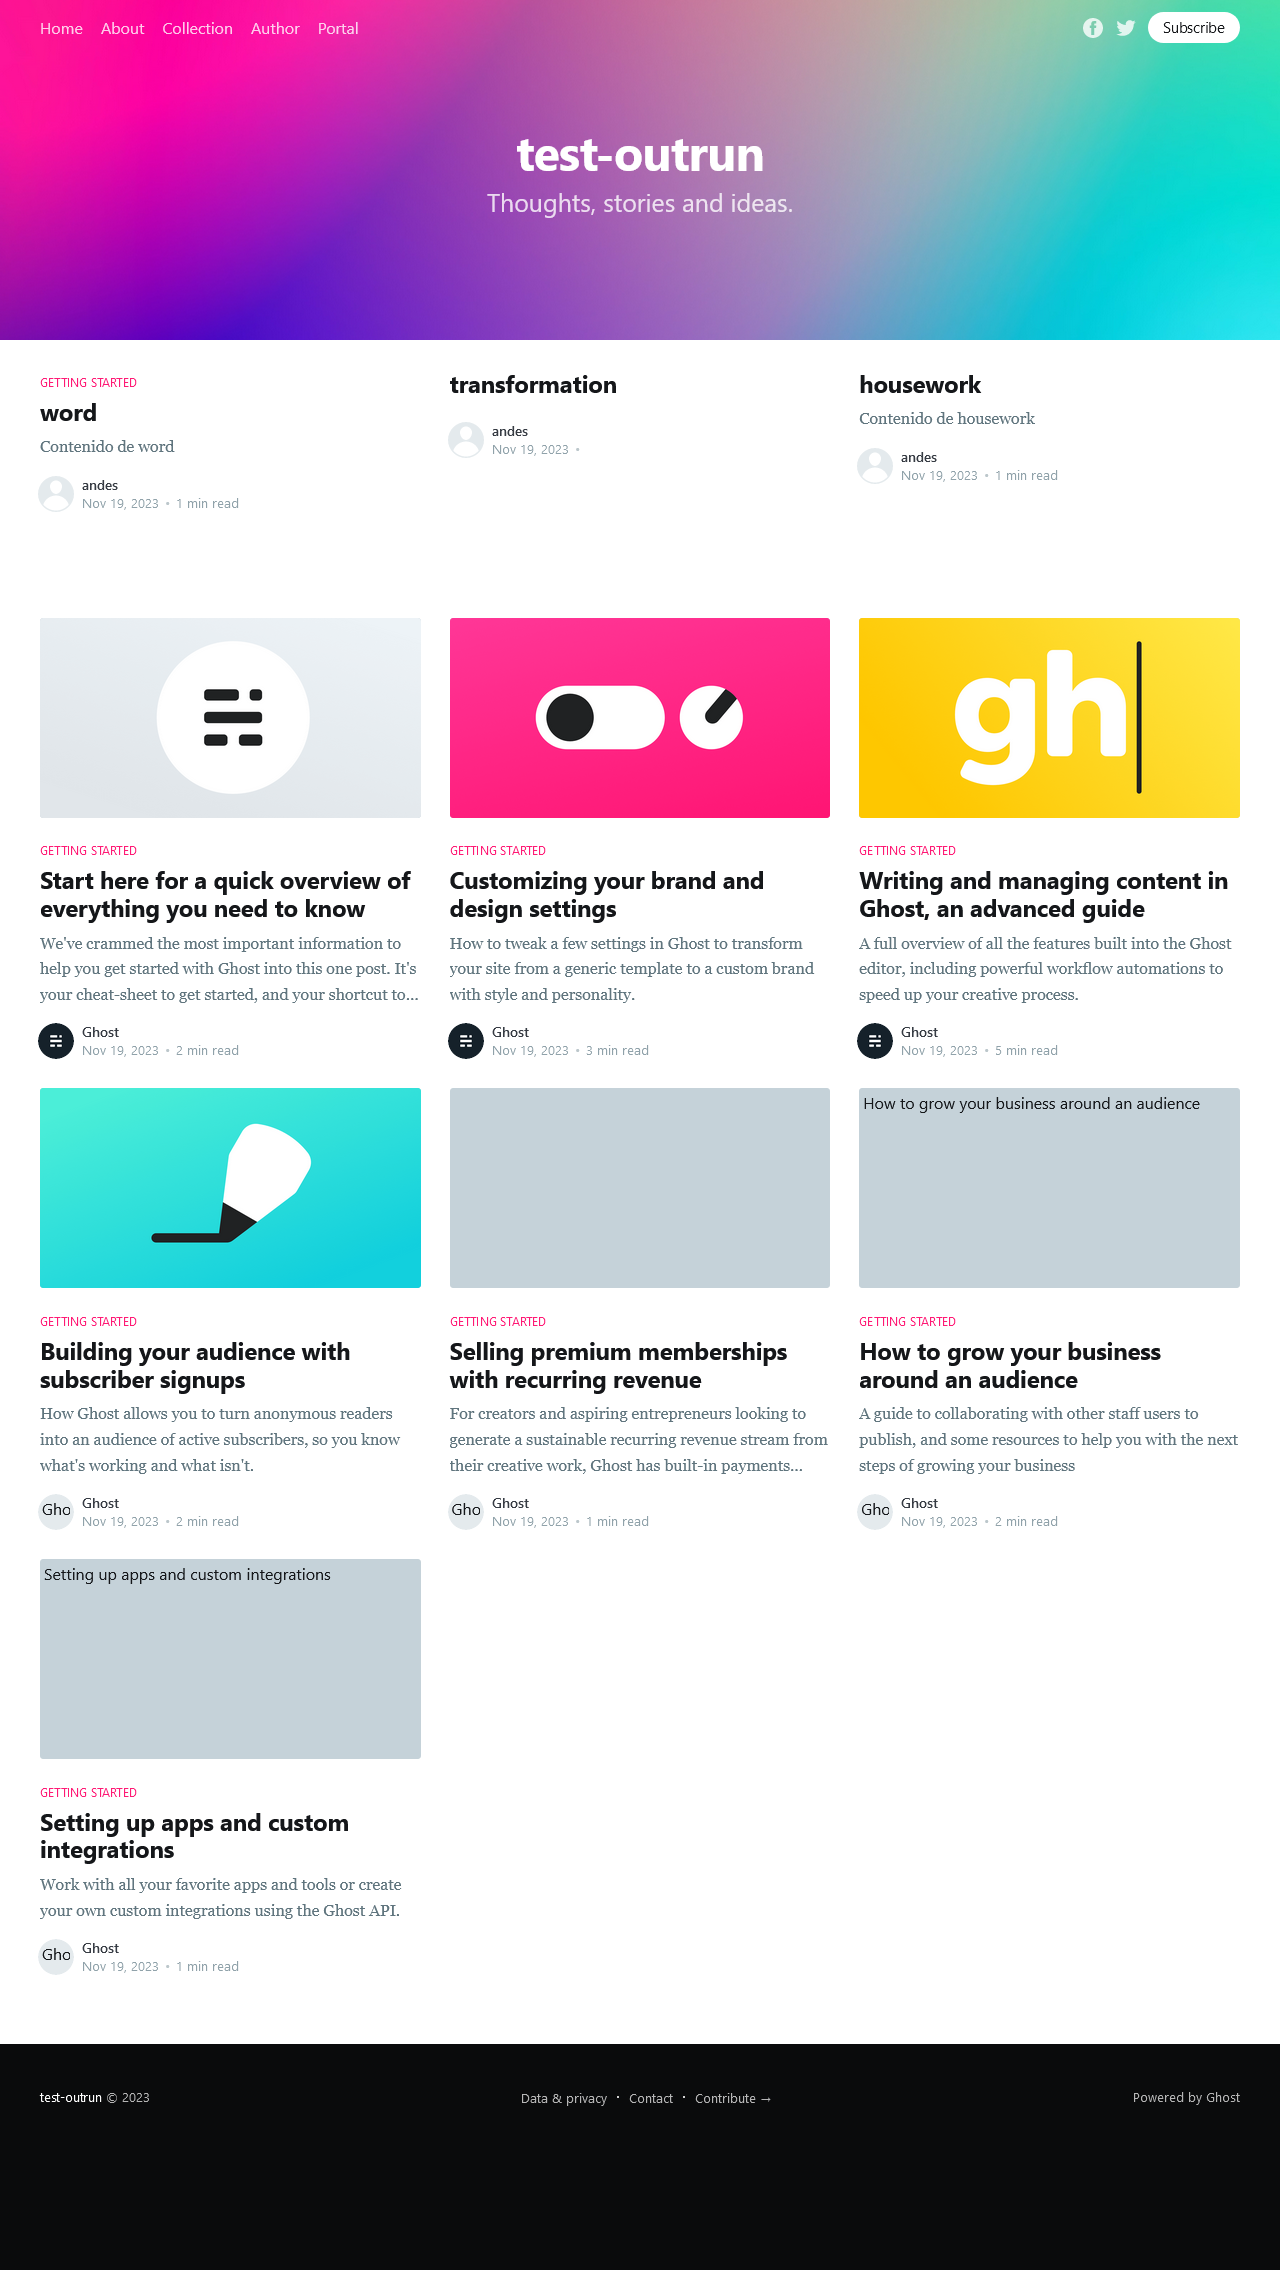 Home About Collection Author Portal
Subscribe
test-outrun
Thoughts, stories and ideas.
GETTING STARTED
word
Contenido de word
andes
Nov 19, 2023 • 1 min read
transformation
andes
Nov 19, 2023 •
housework
Contenido de housework
andes
Nov 19, 2023 • 1 min read
GETTING STARTED
Start here for a quick overview of
everything you need to know
We've crammed the most important information to
help you get started with Ghost into this one post. It's
your cheat-sheet to get started, and your shortcut to...
Ghost
Nov 19, 2023 • 2 min read
GETTING STARTED
Customizing your brand and
design settings
How to tweak a few settings in Ghost to transform
your site from a generic template to a custom brand
with style and personality.
Ghost
Nov 19, 2023 • 3 min read
gh
GETTING STARTED
Writing and managing content in
Ghost, an advanced guide
A full overview of all the features built into the Ghost
editor, including powerful workflow automations to
speed up your creative process.
Ghost
Nov 19, 2023 • 5 min read
GETTING STARTED
Building your audience with
subscriber signups
How Ghost allows you to turn anonymous readers
into an audience of active subscribers, so you know
what's working and what isn't.
Gho
Ghost
Nov 19, 2023 • 2 min read
GETTING STARTED
Selling premium memberships
with recurring revenue
For creators and aspiring entrepreneurs looking to
generate a sustainable recurring revenue stream from
their creative work, Ghost has built-in payments...
Gho
Ghost
Nov 19, 2023 • 1 min read
How to grow your business around an audience
GETTING STARTED
How to grow your business
around an audience
A guide to collaborating with other staff users to
publish, and some resources to help you with the next
steps of growing your business
Gho
Ghost
Nov 19, 2023 • 2 min read
Setting up apps and custom integrations
GETTING STARTED
Setting up apps and custom
integrations
Work with all your favorite apps and tools or create
your own custom integrations using the Ghost API.
Gho
Ghost
Nov 19, 2023 • 1 min read
test-outrun © 2023
Data & privacy • Contact • Contribute →
Powered by Ghost